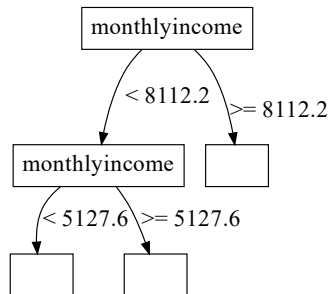 monthlyincome
< 8112.2
>= 8112.2
monthlyincome
< 5127.6
>= 5127.6